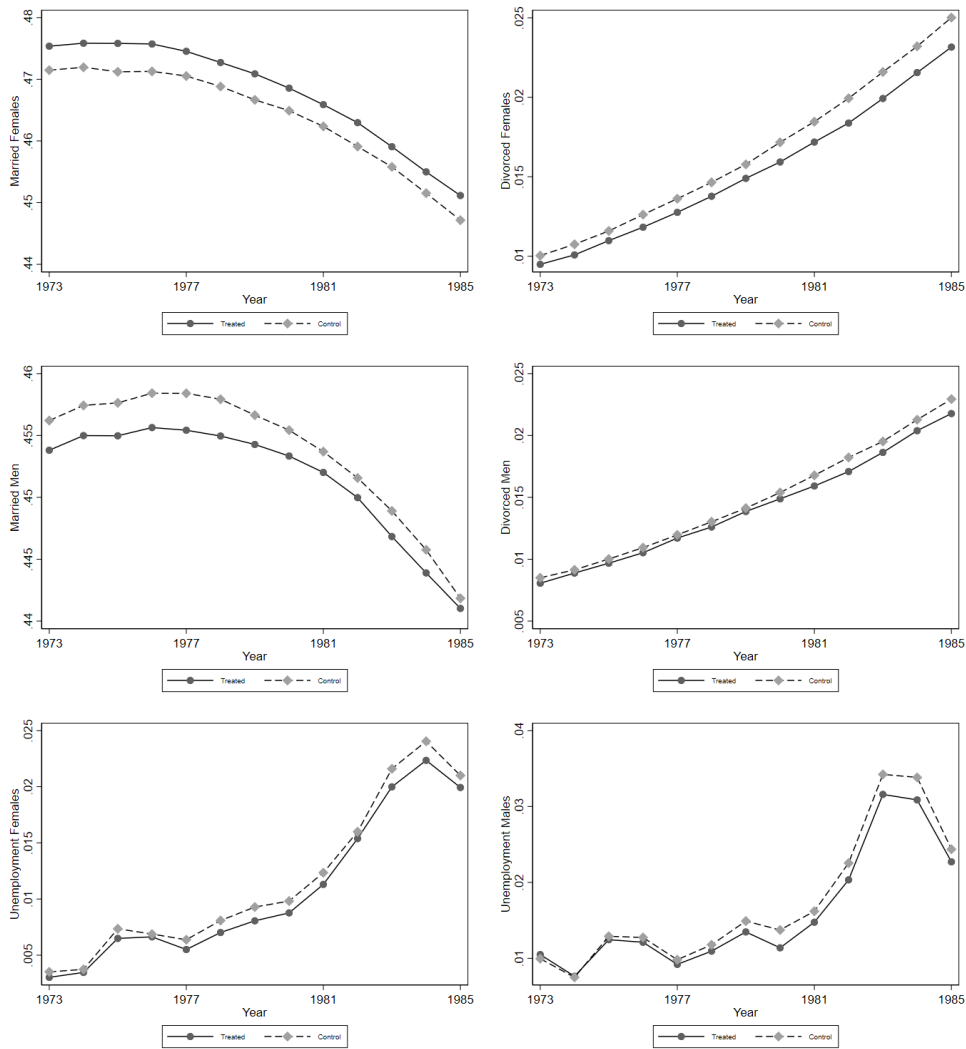 Married Females
.48
.47
.46
.45
.44
1973 1977 1981 1985
Year
Treated Control
Divorced Females
.025
.02
.015
.01
1973 1977 1981 1985
Year
Treated Control
Married Men
.46
.455
.45
.445
.44
1973 1977 1981 1985
Year
Treated Control
Divorced Men
.025
.02
.015
.01
.005
1973 1977 1981 1985
Year
Treated Control
Unemployment Females
.025
.02
.015
.01
.005
1973 1977 1981 1985
Year
Treated Control
Unemployment Males
.04
.03
.02
.01
1973 1977 1981 1985
Year
Treated Control